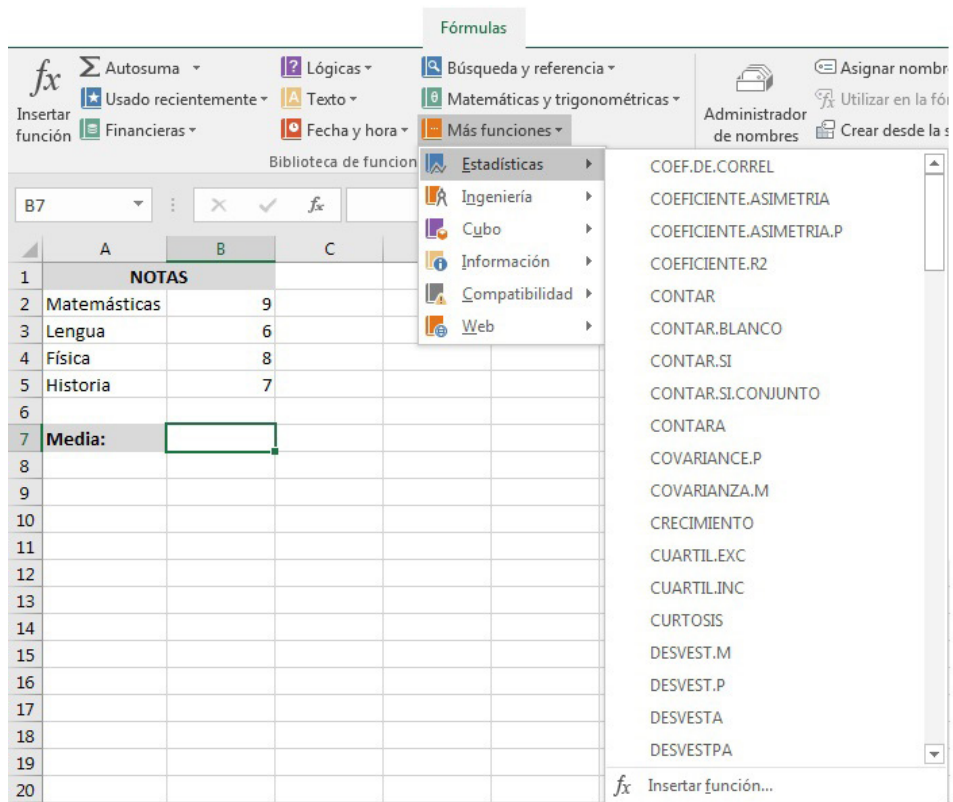 Fórmulas
fx Insertar función
Autosuma
Usado recientemente
Financieras
Lógicas
Texto
Fecha y hora
Búsqueda y referencia
Matemáticas y trigonométricas
Más funciones
Administrador de nombres
Asignar nombr
Utilizar en la fó
Crear desde la s
Biblioteca de funcion
B7
fx
Estadísticas
Ingeniería
Cubo
Información
Compatibilidad
Web
COEF.DE.CORREL
COEFICIENTE.ASIMETRIA
COEFICIENTE.ASIMETRIA.P
COEFICIENTE.R2
CONTAR
CONTAR.BLANCO
CONTAR.SI
CONTAR.SI.CONJUNTO
CONTARA
COVARIANCE.P
COVARIANZA.M
CRECIMIENTO
CUARTIL.EXC
CUARTIL.INC
CURTOSIS
DESVEST.M
DESVEST.P
DESVESTA
DESVESTPA
fx Insertar función...
A B C
1 NOTAS
2 Matemásticas 9
3 Lengua 6
4 Física 8
5 Historia 7
6
7 Media:
8
9
10
11
12
13
14
15
16
17
18
19
20